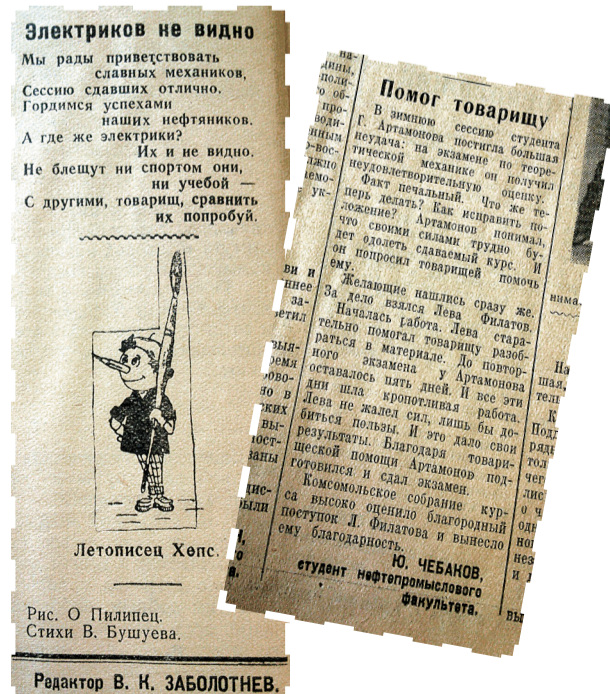 Электриков не видно
Мы рады приветствовать
славных механиков,
Сессию сдавших отлично.
Гордимся успехами
наших нефтяников.
А где же электрики?
Их и не видно.
Не блещут ни спортом они,
ни учебой —
С другими, товарищ, сравнить
их попробуй.
Летописец Хопс.
Рис. О Пилипец.
Стихи В. Бушуева.
Редактор В. К. ЗАБОЛОТНЕВ.
Помог товарищу
В зимнюю сессию студента
Г. Артамонова постигла большая
неудача: на экзамене по теоре-
тической механике он получил
неудовлетворительную оценку.
Факт печальный. Что же те-
перь делать? Как исправить по-
ложение? Артамонов понимал,
что своими силами трудно бу-
дет одолеть сдаваемый курс. И
он попросил товарищей помочь
ему.
Желающие нашлись сразу же.
За дело взялся Лева Филатов.
Началась работа. Лева стара-
тельно помогал товарищу разоб-
раться в материале. До повтор-
ного экзамена у Артамонова
оставалось пять дней. И все эти
дни шла кропотливая работа.
Лева не жалел сил, лишь бы до-
биться пользы. И это дало свои
результаты. Благодаря товари-
щеской помощи Артамонов под-
готовился и сдал экзамен.
Комсомольское собрание кур-
са высоко оценило благородный
поступок Л. Филатова и вынесло
ему благодарность.
Ю. ЧЕБАКОВ,
студент нефтепромыслового
факультета.